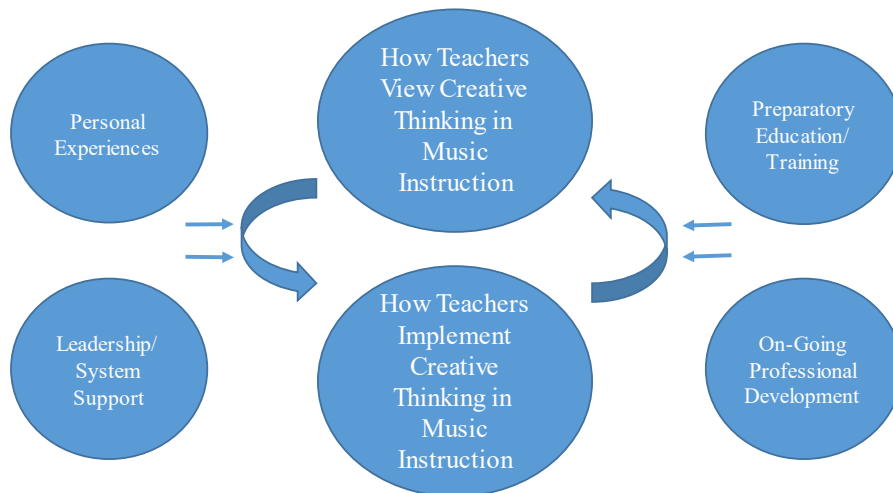 Personal
Experiences
How Teachers
View Creative
Thinking in
Music
Instruction
Preparatory
Education/
Training
Leadership/
System
Support
How Teachers
Implement
Creative
Thinking in
Music
Instruction
On-Going
Professional
Development